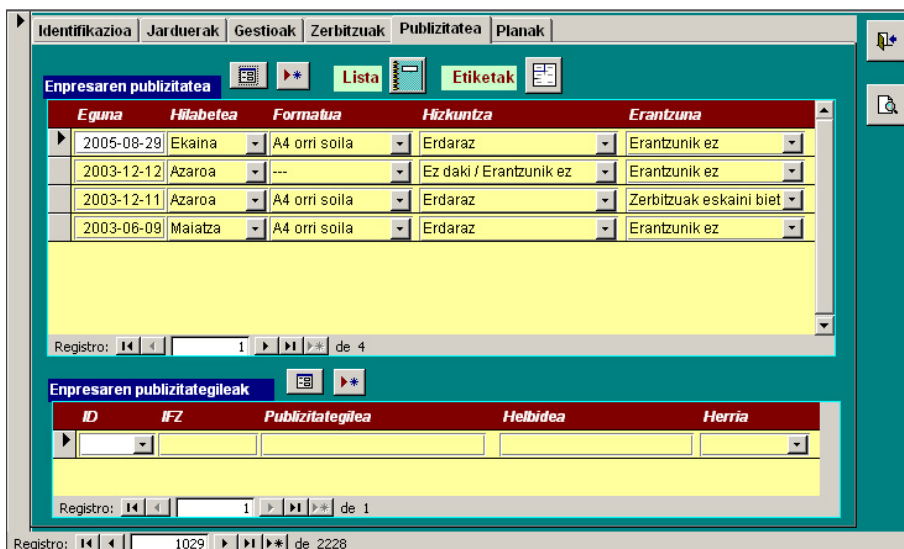 Identifikazioa Jarduerak Gestioak Zerbitzuak Publizitatea Planak
Enpresaren publizitatea Lista Etiketak
Eguna Hilabetea Formatua Hizkuntza Erantzuna
2005-08-29 Ekaina A4 orri soila Erdaraz Erantzunik ez
2003-12-12 Azaroa --- Ez daki / Erantzunik ez Erantzunik ez
2003-12-11 Azaroa A4 orri soila Erdaraz Zerbitzuak eskaini biet
2003-06-09 Maiatza A4 orri soila Erdaraz Erantzunik ez
Registro: 1 de 4
Enpresaren publizitategileak
ID IFZ Publizitategilea Helbidea Herria
Registro: 1 de 1
Registro: 1029 de 2228